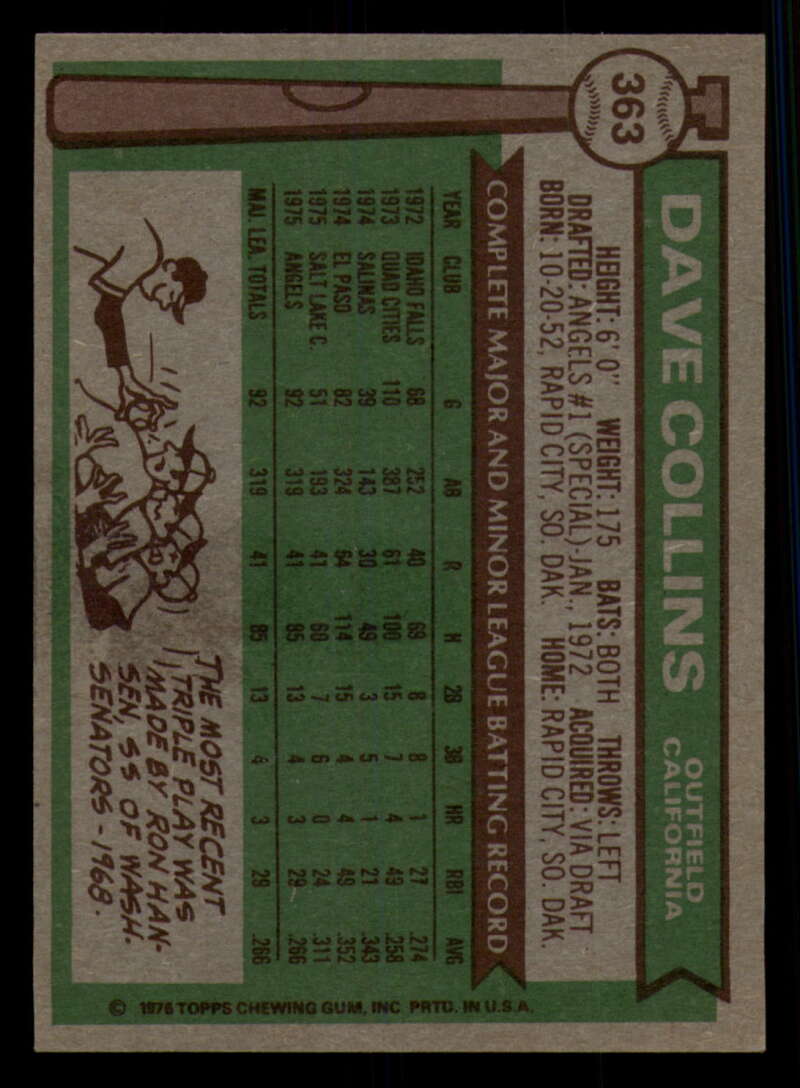 363
DAVE COLLINS
OUTFIELD
CALIFORNIA
HEIGHT: 6' 0" WEIGHT: 175 BATS: BOTH THROWS: LEFT
DRAFTED: ANGELS #1 (SPECIAL)-JAN., 1972 ACQUIRED: VIA DRAFT
BORN: 10-20-52, RAPID CITY, SO. DAK. HOME: RAPID CITY, SO. DAK.
COMPLETE MAJOR AND MINOR LEAGUE BATTING RECORD
YEAR CLUB G AB R H 2B 3B HR RBI AVG
1972 IDAHO FALLS 68 252 40 69 8 8 1 27 .274
1973 QUAD CITIES 110 387 61 100 15 7 4 49 .258
1974 SALINAS 39 143 30 49 3 5 1 21 .343
1974 EL PASO 82 324 64 114 15 4 4 49 .352
1975 SALT LAKE C. 51 193 41 60 7 6 0 24 .311
1975 ANGELS 92 319 41 85 13 4 3 29 .266
MAJ. LEA. TOTALS 92 319 41 85 13 4 3 29 .266
THE MOST RECENT
TRIPLE PLAY WAS
MADE BY RON HAN-
SEN, SS OF WASH.
SENATORS - 1968.
© 1976 TOPPS CHEWING GUM, INC. PRTD. IN U.S.A.